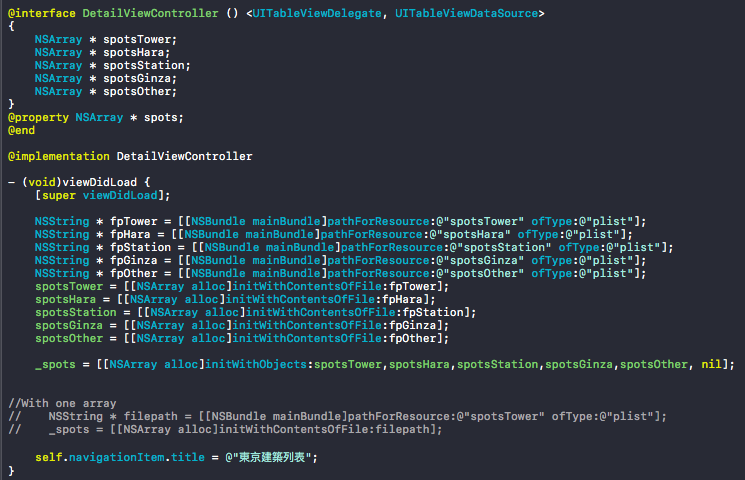 @interface DetailViewController () <UITableViewDelegate, UITableViewDataSource>
{
    NSArray * spotsTower;
    NSArray * spotsHara;
    NSArray * spotsStation;
    NSArray * spotsGinza;
    NSArray * spotsOther;
}
@property NSArray * spots;
@end

@implementation DetailViewController

- (void)viewDidLoad {
    [super viewDidLoad];

    NSString * fpTower = [[NSBundle mainBundle]pathForResource:@"spotsTower" ofType:@"plist"];
    NSString * fpHara = [[NSBundle mainBundle]pathForResource:@"spotsHara" ofType:@"plist"];
    NSString * fpStation = [[NSBundle mainBundle]pathForResource:@"spotsStation" ofType:@"plist"];
    NSString * fpGinza = [[NSBundle mainBundle]pathForResource:@"spotsGinza" ofType:@"plist"];
    NSString * fpOther = [[NSBundle mainBundle]pathForResource:@"spotsOther" ofType:@"plist"];
    spotsTower = [[NSArray alloc]initWithContentsOfFile:fpTower];
    spotsHara = [[NSArray alloc]initWithContentsOfFile:fpHara];
    spotsStation = [[NSArray alloc]initWithContentsOfFile:fpStation];
    spotsGinza = [[NSArray alloc]initWithContentsOfFile:fpGinza];
    spotsOther = [[NSArray alloc]initWithContentsOfFile:fpOther];

    _spots = [[NSArray alloc]initWithObjects:spotsTower,spotsHara,spotsStation,spotsGinza,spotsOther, nil];


//With one array
//    NSString * filepath = [[NSBundle mainBundle]pathForResource:@"spotsTower" ofType:@"plist"];
//    _spots = [[NSArray alloc]initWithContentsOfFile:filepath];

    self.navigationItem.title = @"東京建築列表";
}